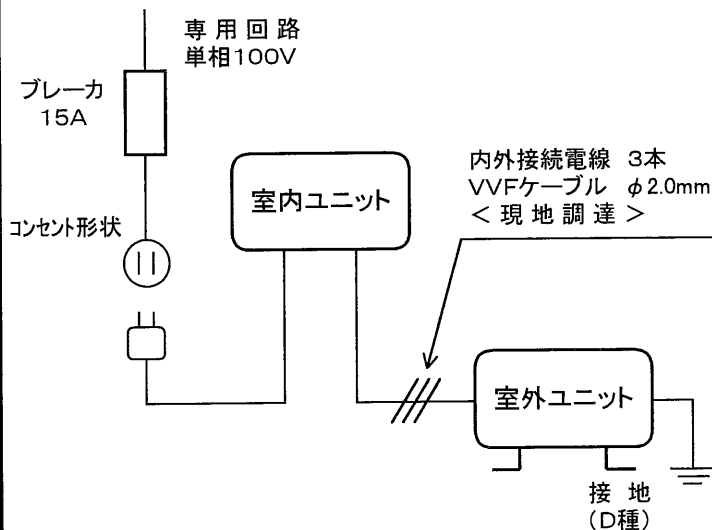 専用回路
単相100V
ブレーカ
15A
コンセント形状
室内ユニット
内外接続電線 3本
VVFケーブル φ2.0mm
<現地調達>
室外ユニット
接地
(D種)